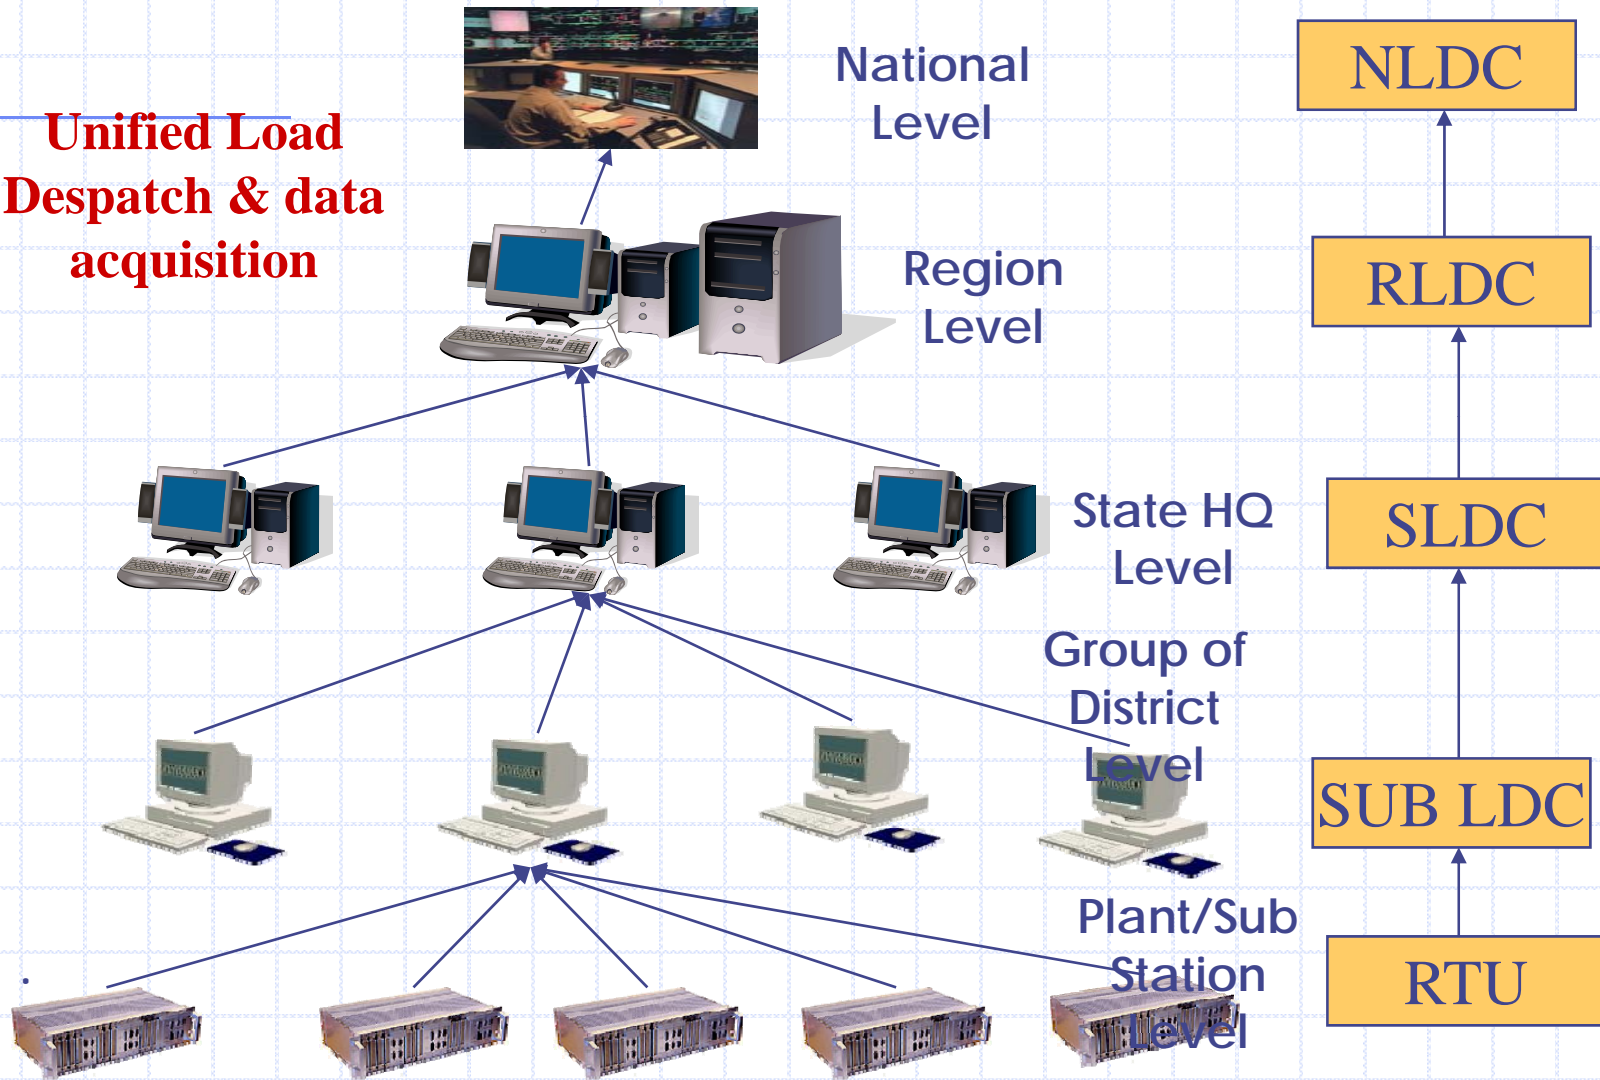 Unified Load
Despatch & data
acquisition
National
Level
NLDC
Region
Level
RLDC
State HQ
Level
SLDC
Group of
District
Level
SUB LDC
Plant/Sub
Station
Level
RTU
.